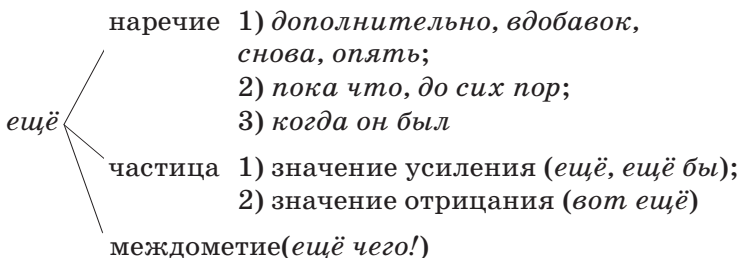 наречие 1) дополнительно, вдобавок,
снова, опять;
2) пока что, до сих пор;
ещё 3) когда он был
частица 1) значение усиления (ещё, ещё бы);
2) значение отрицания (вот ещё)
междометие(ещё чего!)